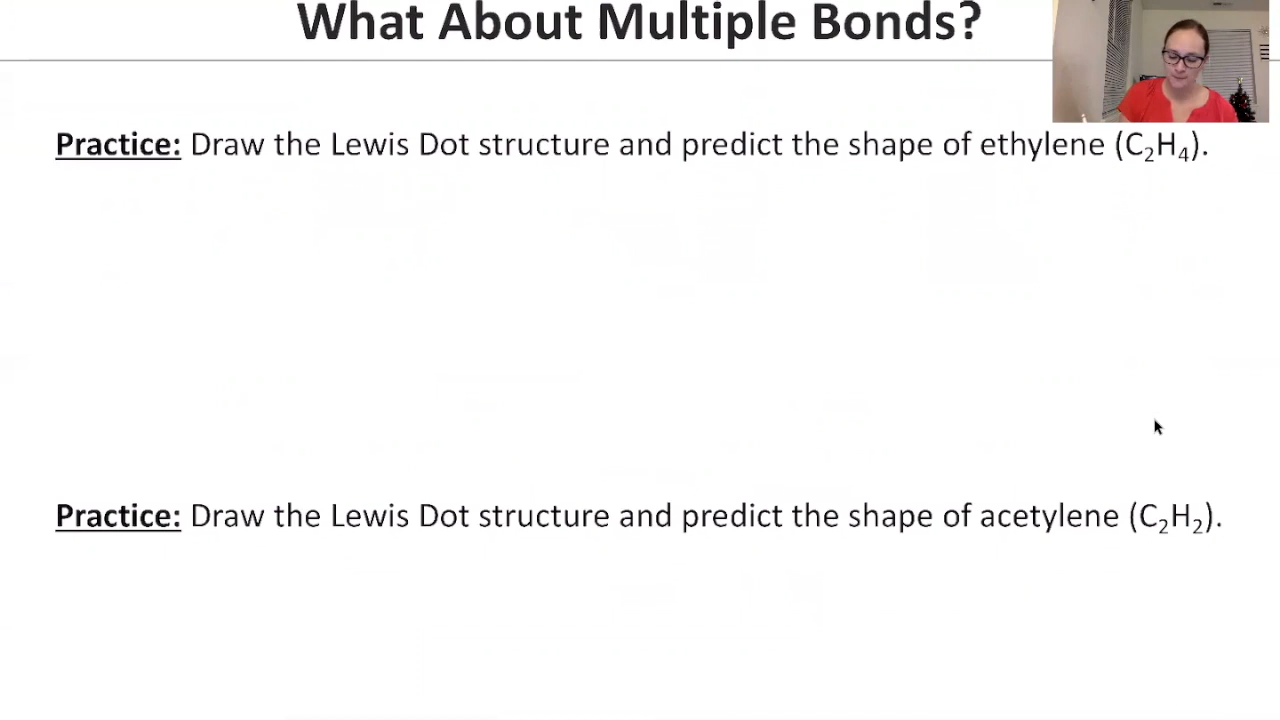 What About Multiple Bonds?
Practice: Draw the Lewis Dot structure and predict the shape of ethylene (C₂H₄).
Practice: Draw the Lewis Dot structure and predict the shape of acetylene (C₂H₂).